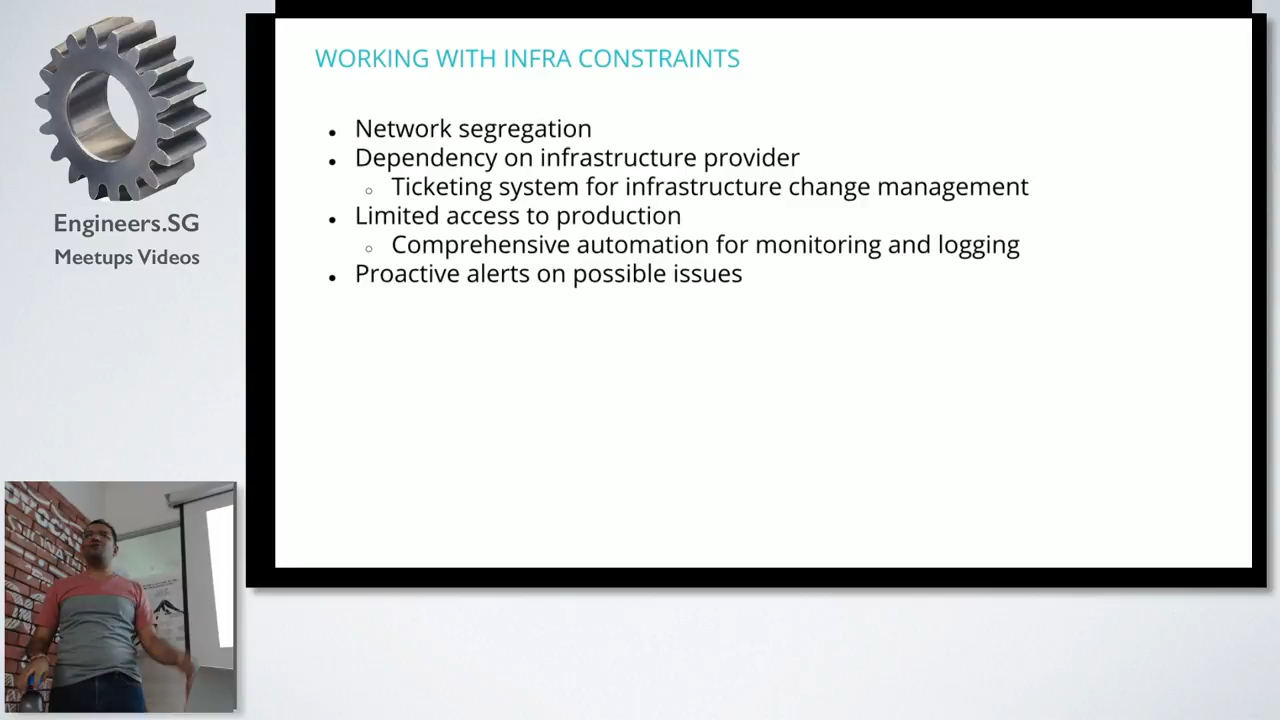 WORKING WITH INFRA CONSTRAINTS
Network segregation
Dependency on infrastructure provider
Ticketing system for infrastructure change management
Limited access to production
Comprehensive automation for monitoring and logging
Proactive alerts on possible issues
Engineers.SG
Meetups Videos